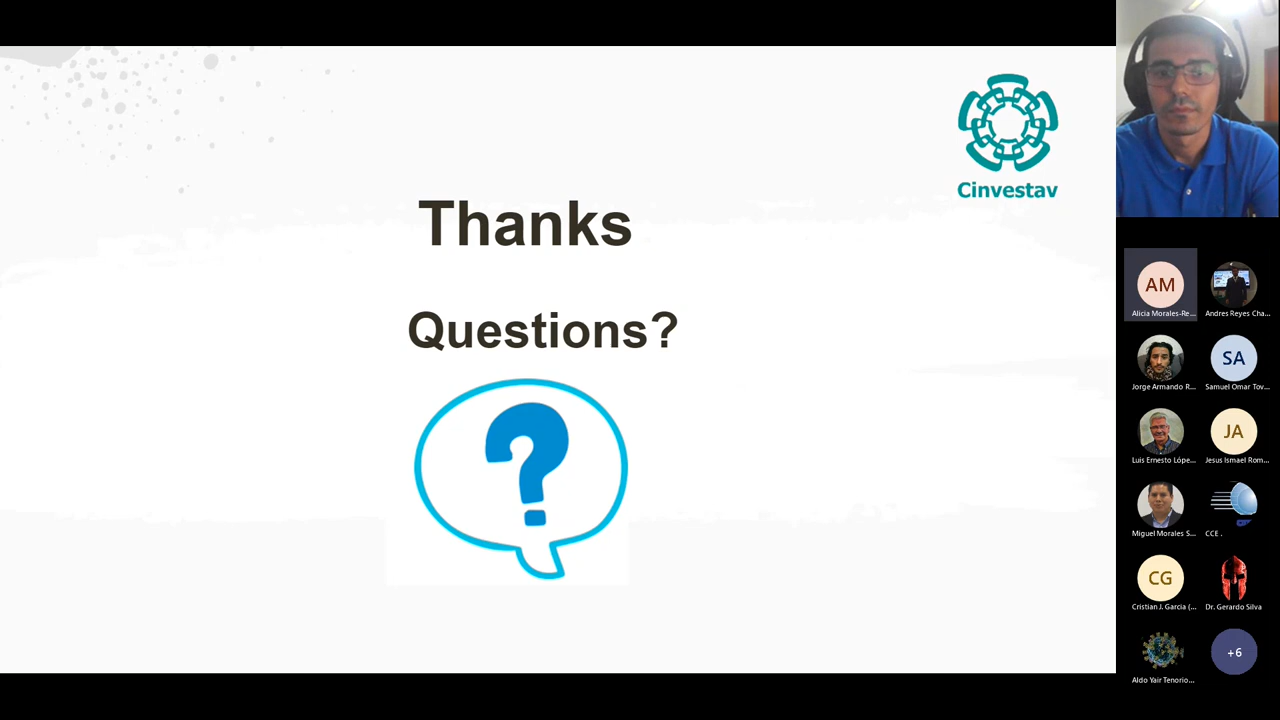 Cinvestav
Thanks
Questions?
?
AM
Alicia Morales-Re...
Andres Reyes Cha...
Jorge Armando R...
SA
Samuel Omar Tov...
Luis Ernesto Lópe...
JA
Jesus Ismael Rom...
Miguel Morales S...
CCE .
CG
Cristian J. Garcia (...
Dr. Gerardo Silva
Aldo Yair Tenorio...
+6